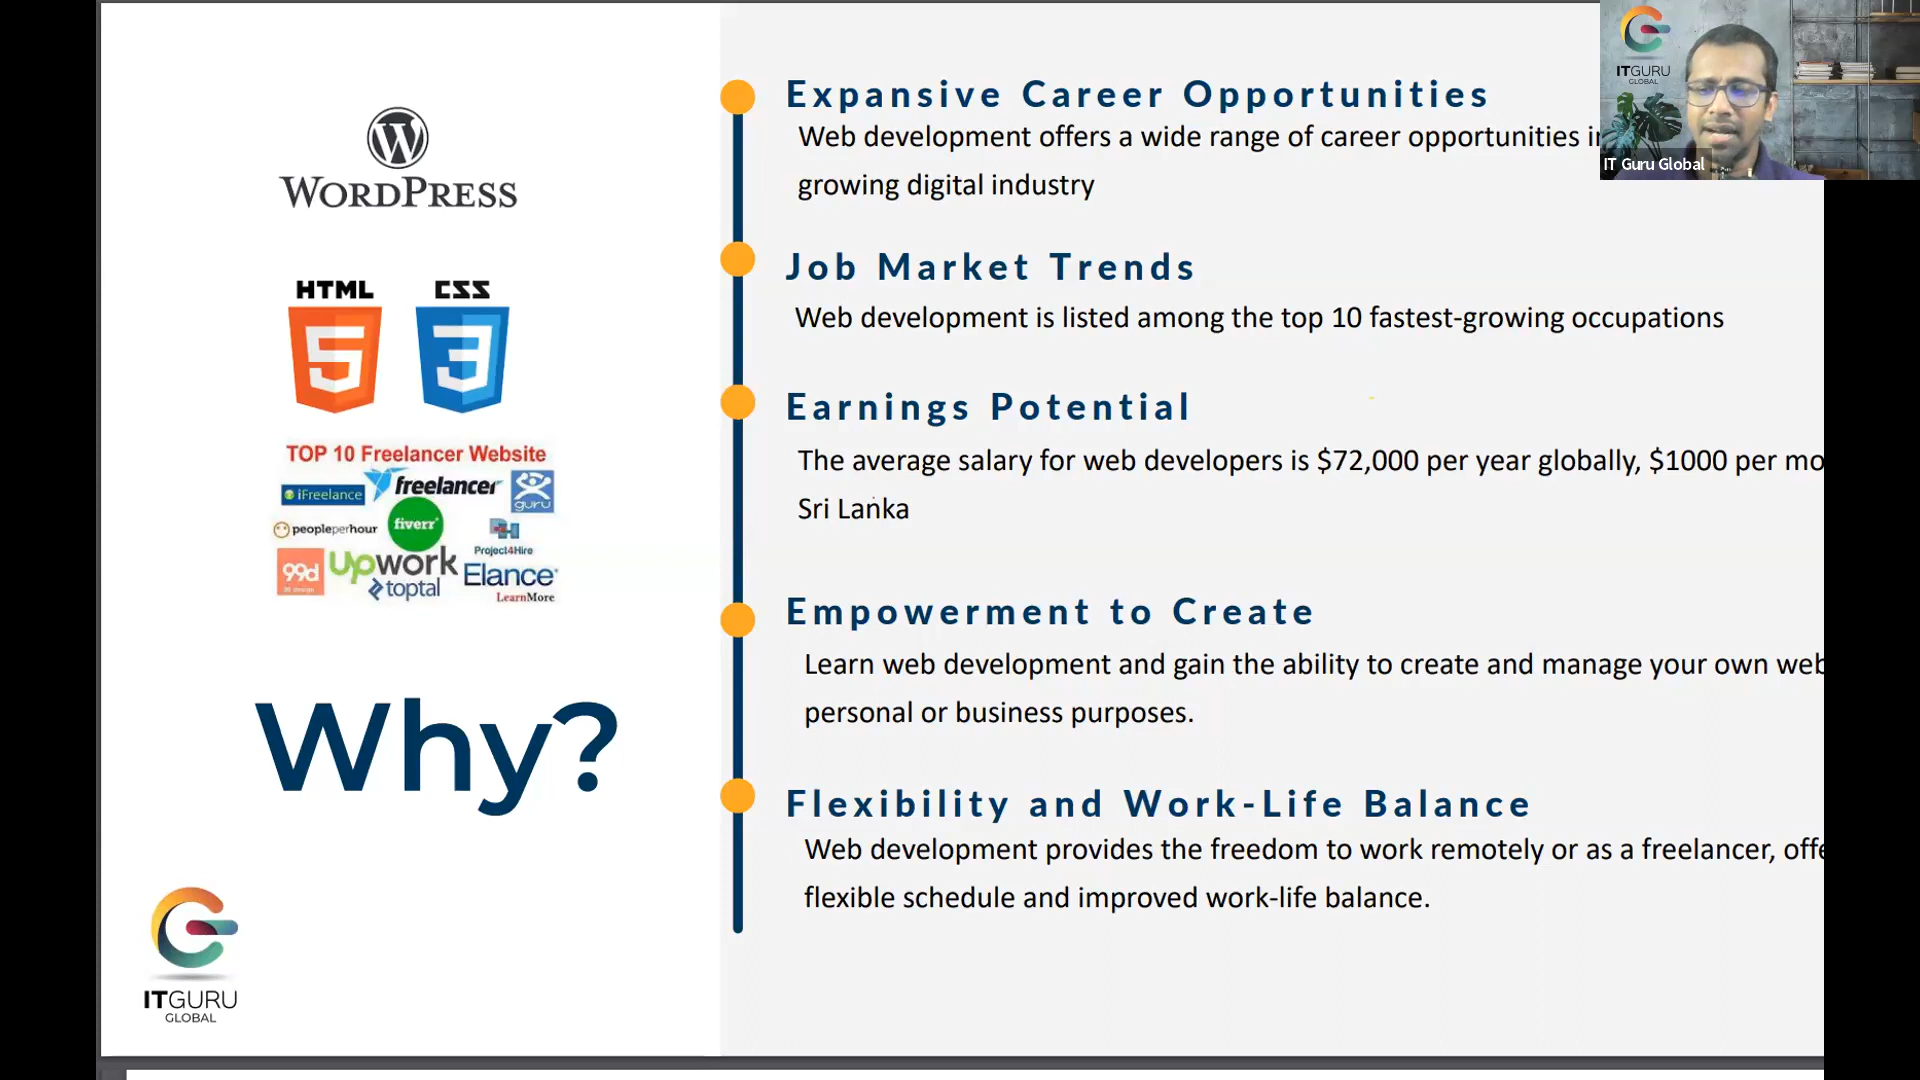 WORDPRESS
HTML CSS
5 3
TOP 10 Freelancer Website
iFreelance
freelancer
guru
peopleperhour
fiverr
Project4Hire
99d
Upwork
toptal
Elance
LearnMore
Why?
ITGURU
GLOBAL
Expansive Career Opportunities
Web development offers a wide range of career opportunities
growing digital industry
Job Market Trends
Web development is listed among the top 10 fastest-growing occupations
Earnings Potential
The average salary for web developers is $72,000 per year globally, $1000 per mo
Sri Lanka
Empowerment to Create
Learn web development and gain the ability to create and manage your own web
personal or business purposes.
Flexibility and Work-Life Balance
Web development provides the freedom to work remotely or as a freelancer, offe
flexible schedule and improved work-life balance.
ITGURU
GLOBAL
IT Guru Global